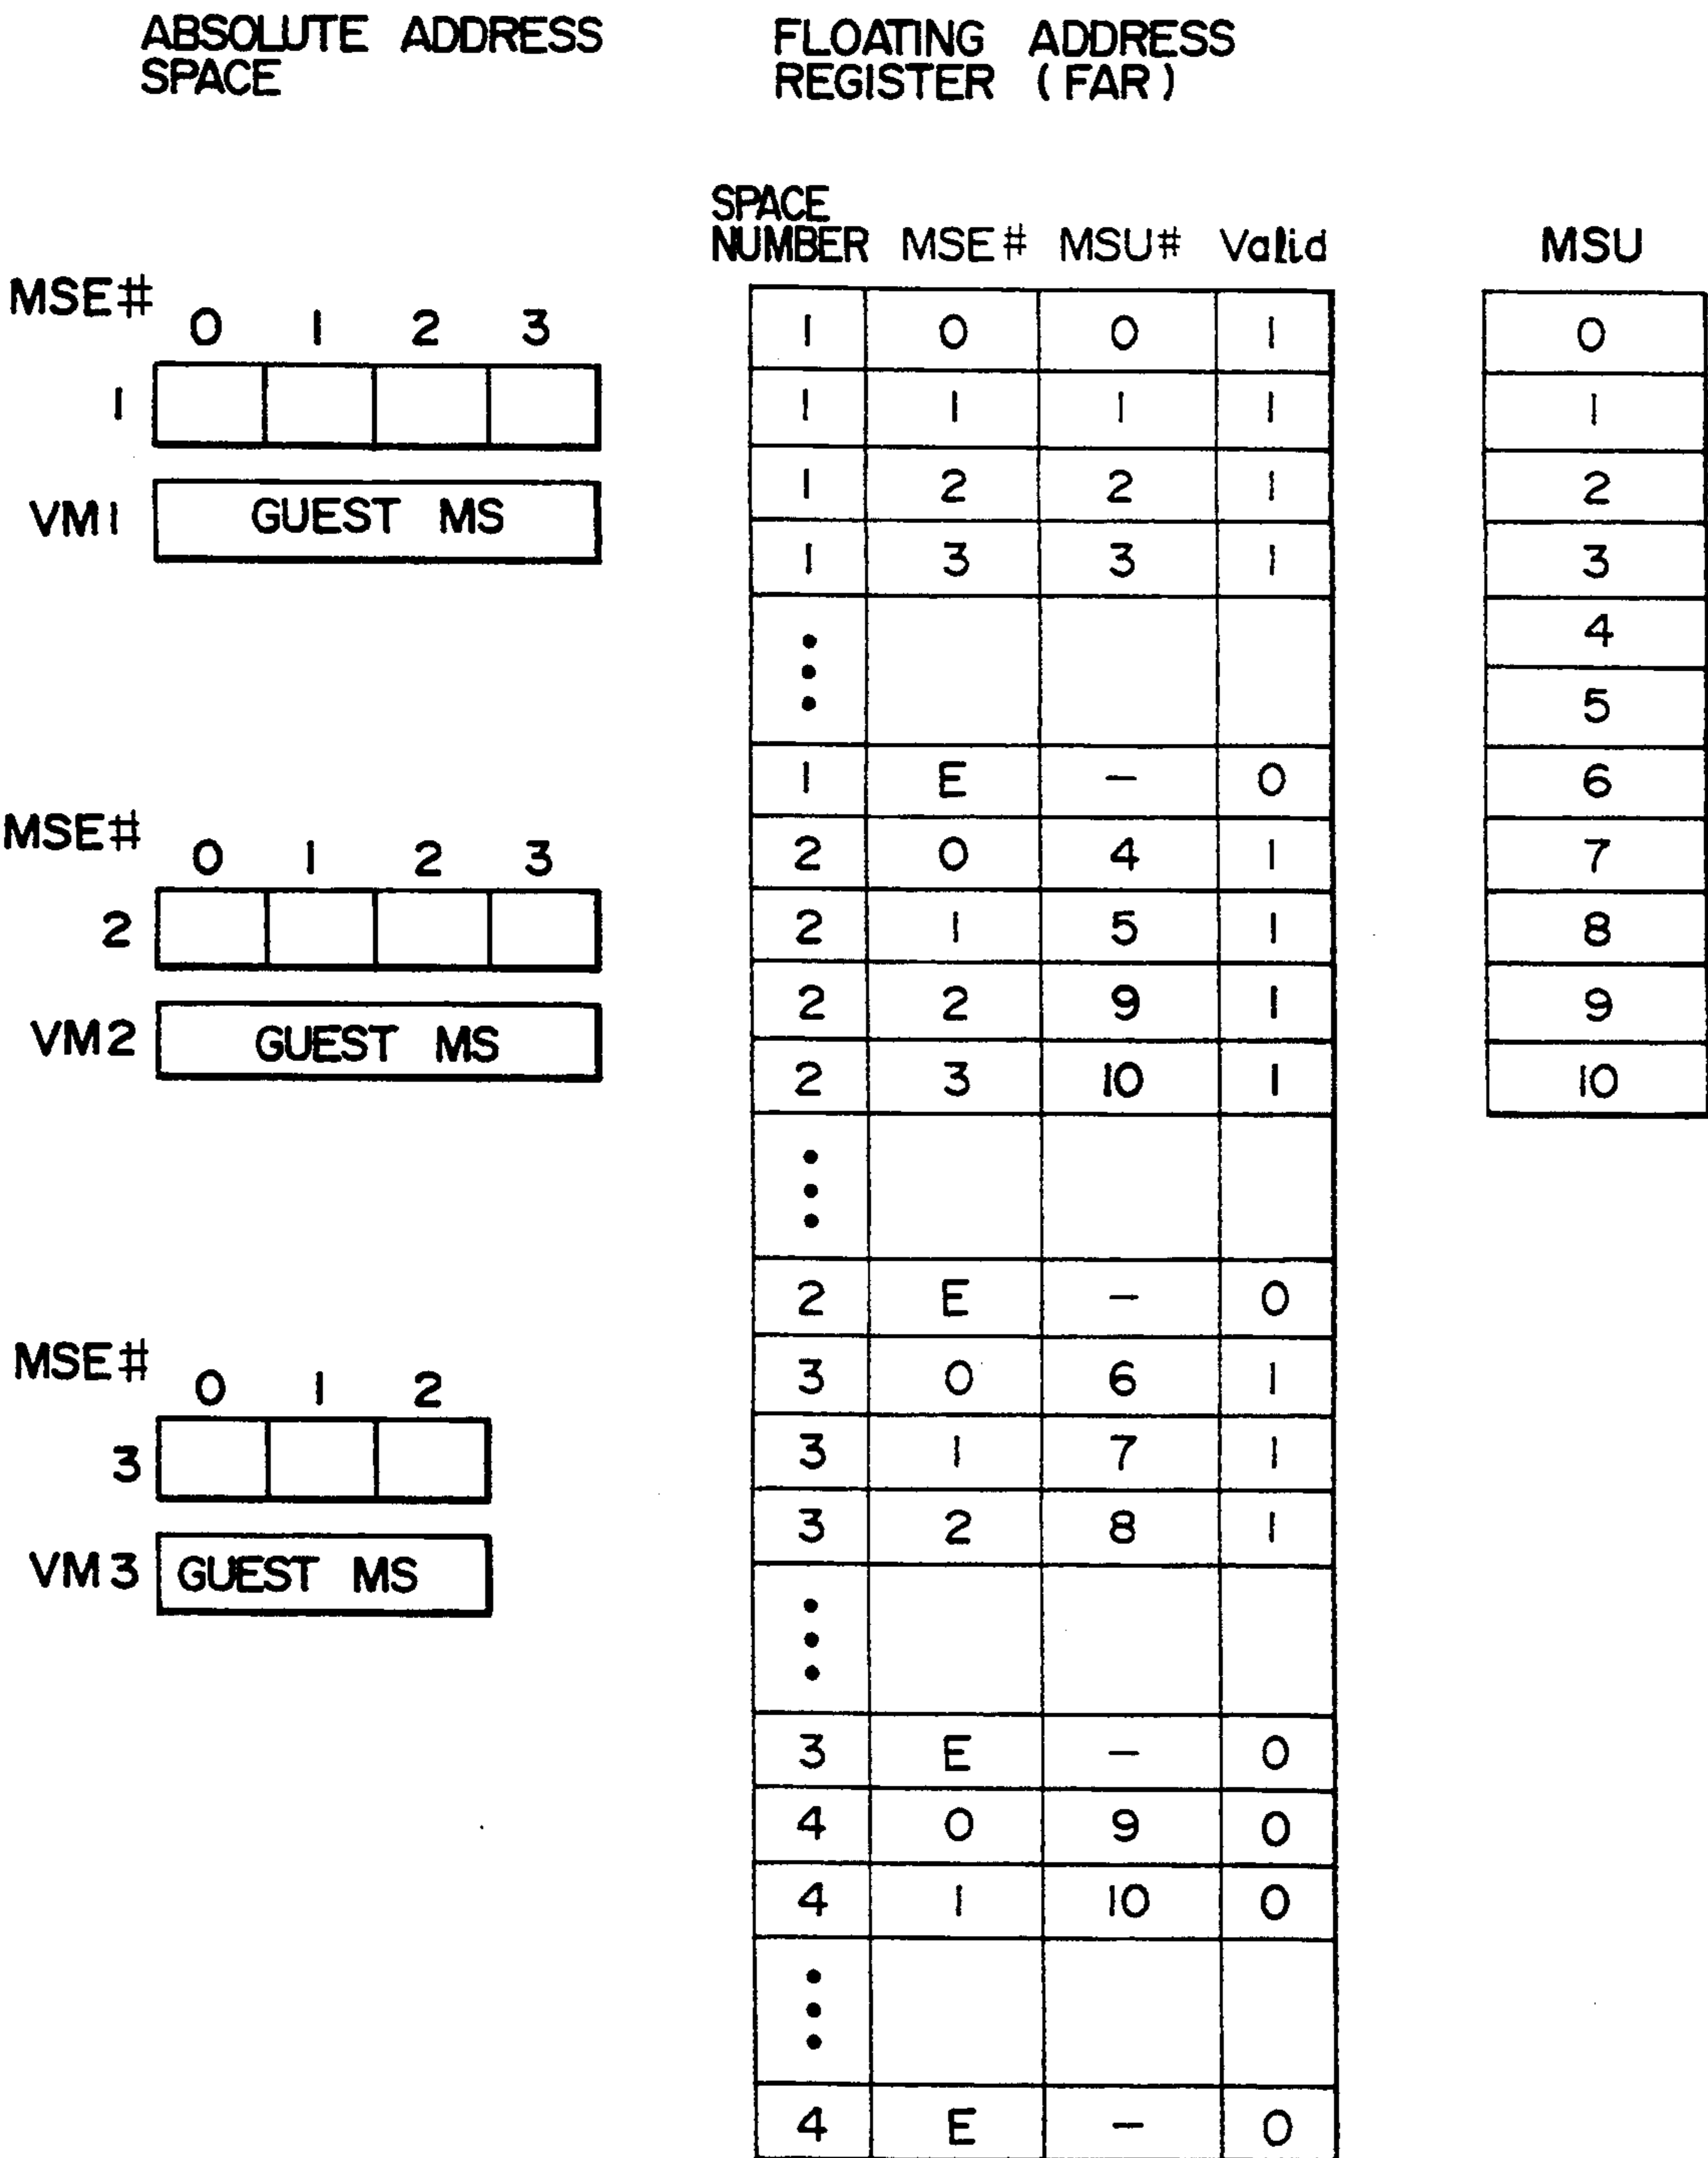 ABSOLUTE ADDRESS
SPACE
FLOATING ADDRESS
REGISTER (FAR)
MSE#
0 1 2 3
1
VM1 GUEST MS
MSE#
0 1 2 3
2
VM2 GUEST MS
MSE#
0 1 2
3
VM3 GUEST MS
SPACE
NUMBER MSE# MSU# Valid
1 0 0 1
1 1 1 1
1 2 2 1
1 3 3 1
⋮
1 E — 0
2 0 4 1
2 1 5 1
2 2 9 1
2 3 10 1
⋮
2 E — 0
3 0 6 1
3 1 7 1
3 2 8 1
⋮
3 E — 0
4 0 9 0
4 1 10 0
⋮
4 E — 0
MSU
0
1
2
3
4
5
6
7
8
9
10